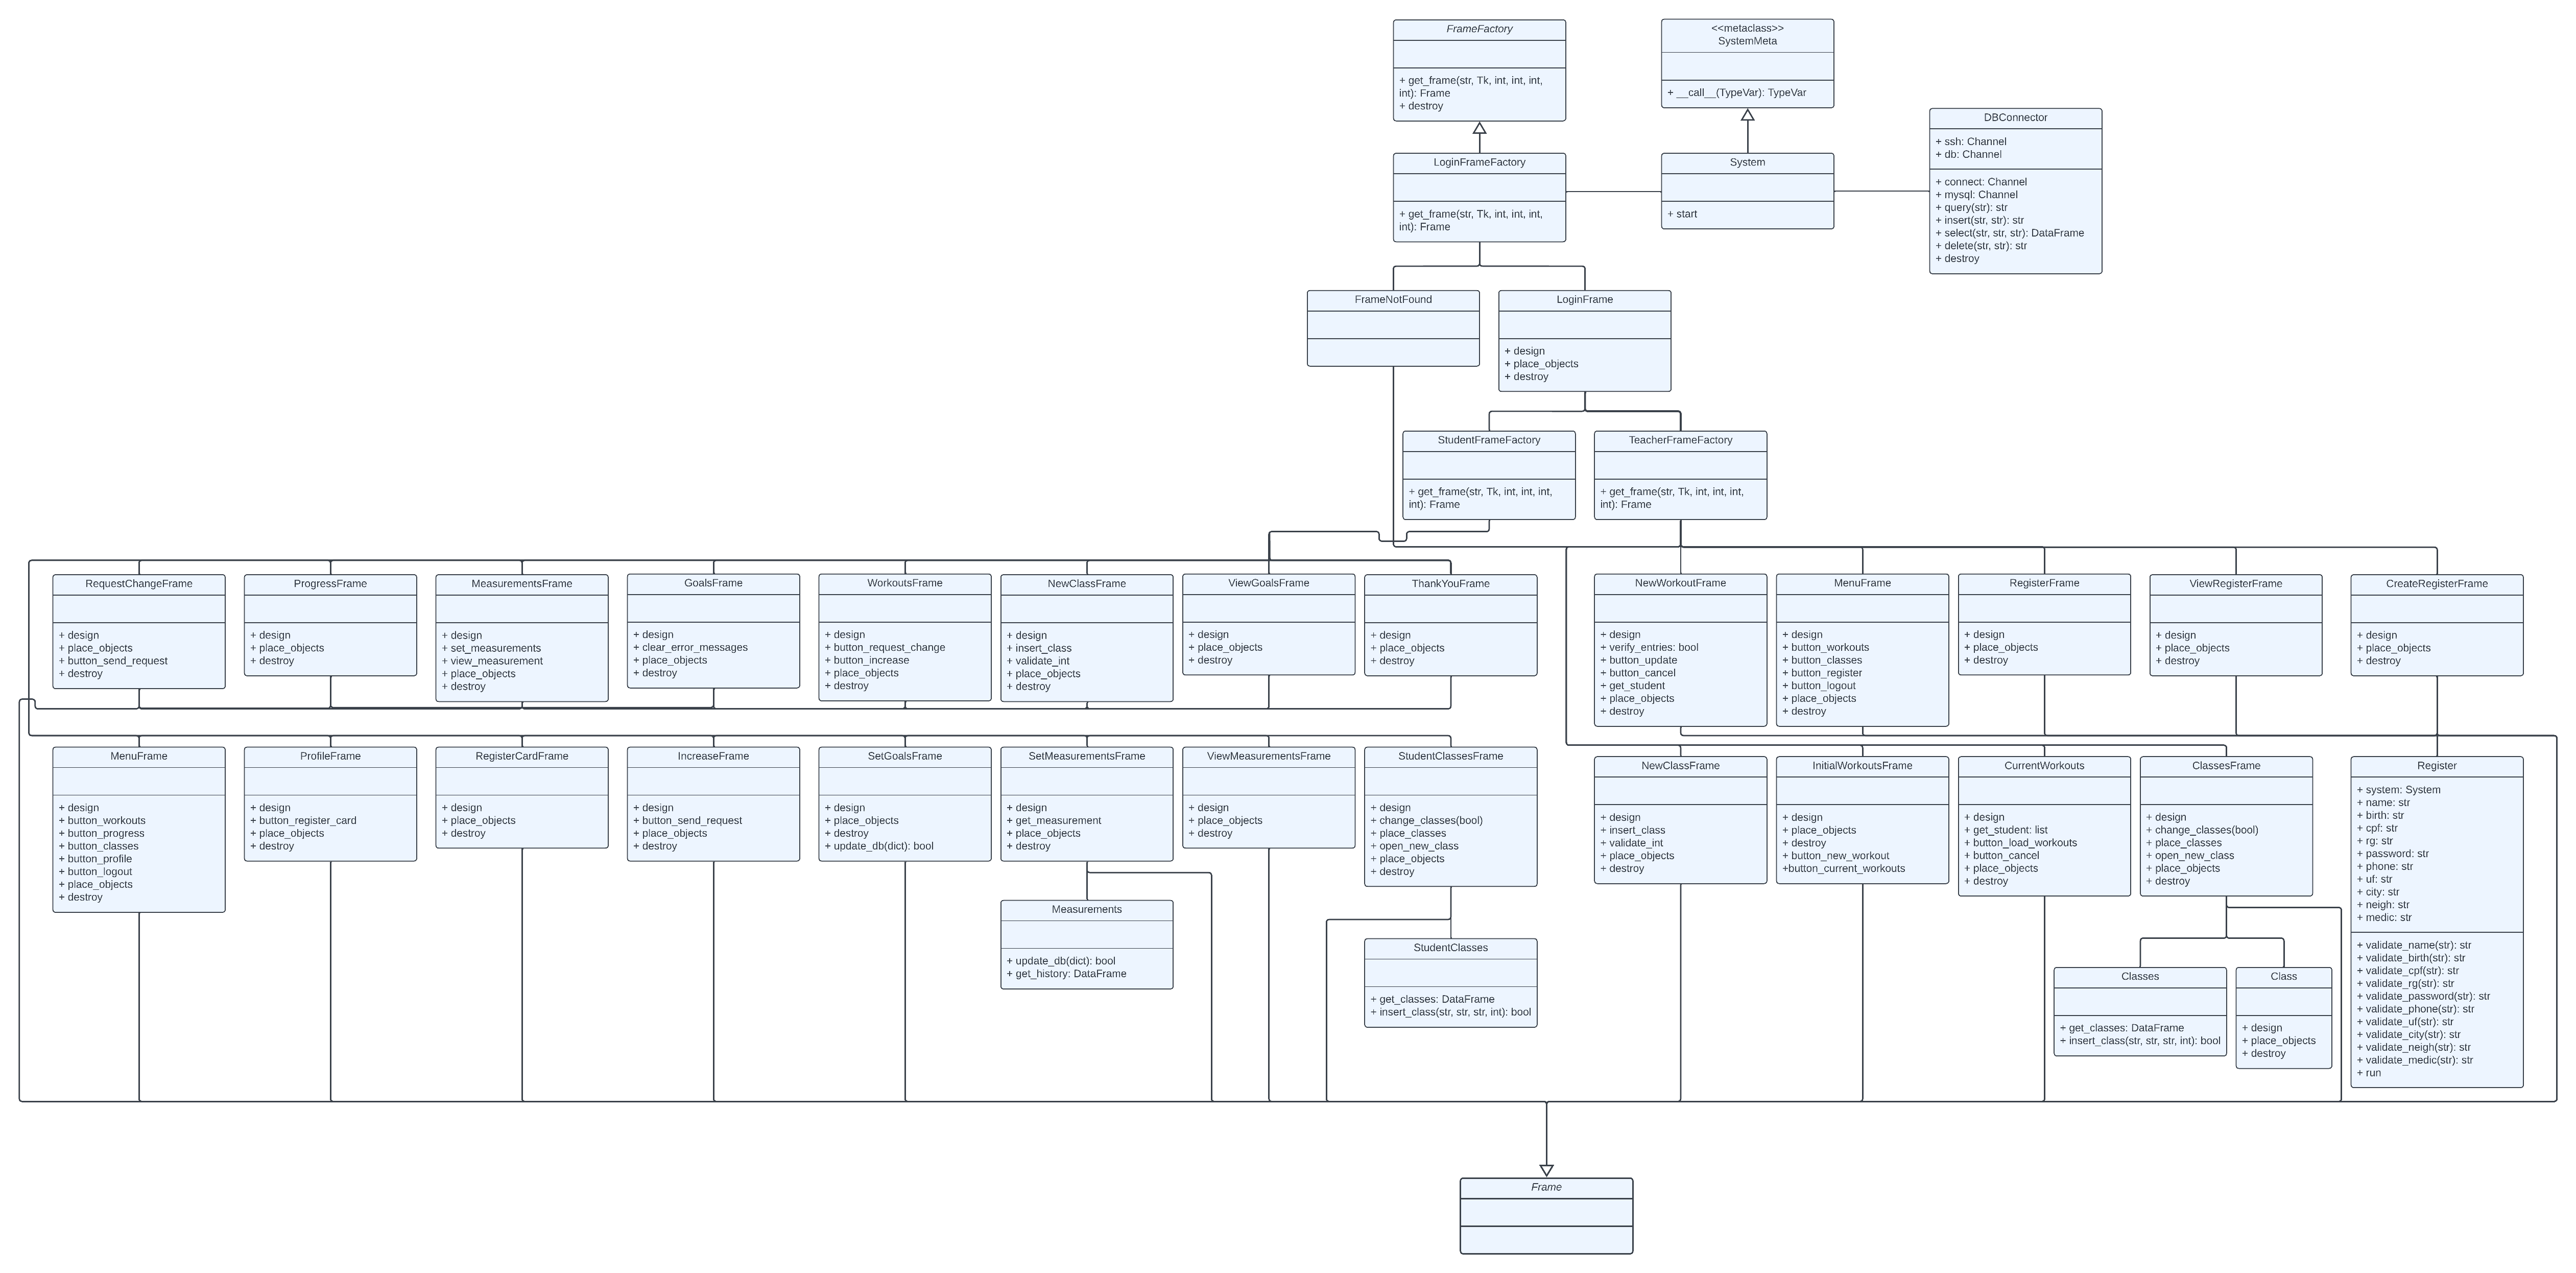 FrameFactory
+ get_frame(str, Tk, int, int, int,
int): Frame
+ destroy
<<metaclass>>
SystemMeta
+ __call__(TypeVar): TypeVar
DBConnector
+ ssh: Channel
+ db: Channel
+ connect: Channel
+ mysql: Channel
+ query(str): str
+ insert(str, str): str
+ select(str, str, str): DataFrame
+ delete(str, str): str
+ destroy
LoginFrameFactory
+ get_frame(str, Tk, int, int, int,
int): Frame
System
+ start
FrameNotFound
LoginFrame
+ design
+ place_objects
+ destroy
StudentFrameFactory
+ get_frame(str, Tk, int, int, int,
int): Frame
TeacherFrameFactory
+ get_frame(str, Tk, int, int, int,
int): Frame
RequestChangeFrame
+ design
+ place_objects
+ button_send_request
+ destroy
ProgressFrame
+ design
+ place_objects
+ destroy
MeasurementsFrame
+ design
+ set_measurements
+ view_measurement
+ place_objects
+ destroy
GoalsFrame
+ design
+ clear_error_messages
+ place_objects
+ destroy
WorkoutsFrame
+ design
+ button_request_change
+ button_increase
+ place_objects
+ destroy
NewClassFrame
+ design
+ insert_class
+ validate_int
+ place_objects
+ destroy
ViewGoalsFrame
+ design
+ place_objects
+ destroy
ThankYouFrame
+ design
+ place_objects
+ destroy
NewWorkoutFrame
+ design
+ verify_entries: bool
+ button_update
+ button_cancel
+ get_student
+ place_objects
+ destroy
MenuFrame
+ design
+ button_workouts
+ button_classes
+ button_register
+ button_logout
+ place_objects
+ destroy
RegisterFrame
+ design
+ place_objects
+ destroy
ViewRegisterFrame
+ design
+ place_objects
+ destroy
CreateRegisterFrame
+ design
+ place_objects
+ destroy
MenuFrame
+ design
+ button_workouts
+ button_progress
+ button_classes
+ button_profile
+ button_logout
+ place_objects
+ destroy
ProfileFrame
+ design
+ button_register_card
+ place_objects
+ destroy
RegisterCardFrame
+ design
+ place_objects
+ destroy
IncreaseFrame
+ design
+ button_send_request
+ place_objects
+ destroy
SetGoalsFrame
+ design
+ place_objects
+ destroy
+ update_db(dict): bool
SetMeasurementsFrame
+ design
+ get_measurement
+ place_objects
+ destroy
ViewMeasurementsFrame
+ design
+ place_objects
+ destroy
StudentClassesFrame
+ design
+ change_classes(bool)
+ place_classes
+ open_new_class
+ place_objects
+ destroy
NewClassFrame
+ design
+ insert_class
+ validate_int
+ place_objects
+ destroy
InitialWorkoutsFrame
+ design
+ place_objects
+ destroy
+ button_new_workout
+button_current_workouts
CurrentWorkouts
+ design
+ get_student: list
+ button_load_workouts
+ button_cancel
+ place_objects
+ destroy
ClassesFrame
+ design
+ change_classes(bool)
+ place_classes
+ open_new_class
+ place_objects
+ destroy
Register
+ system: System
+ name: str
+ birth: str
+ cpf: str
+ rg: str
+ password: str
+ phone: str
+ uf: str
+ city: str
+ neigh: str
+ medic: str
+ validate_name(str): str
+ validate_birth(str): str
+ validate_cpf(str): str
+ validate_rg(str): str
+ validate_password(str): str
+ validate_phone(str): str
+ validate_uf(str): str
+ validate_city(str): str
+ validate_neigh(str): str
+ validate_medic(str): str
+ run
Measurements
+ update_db(dict): bool
+ get_history: DataFrame
StudentClasses
+ get_classes: DataFrame
+ insert_class(str, str, str, int): bool
Classes
+ get_classes: DataFrame
+ insert_class(str, str, str, int): bool
Class
+ design
+ place_objects
+ destroy
Frame